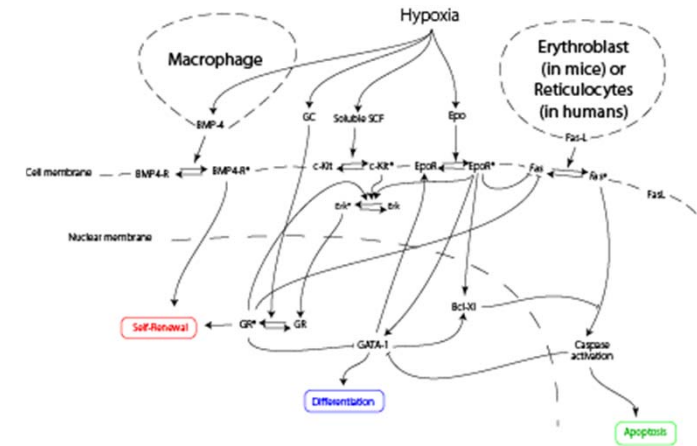 Hypoxia
Macrophage
Erythroblast
(in mice) or
Reticulocytes
(in humans)
BMP-4
GC
Soluble SCF
Epo
Fas-L
Cell membrane
BMP4-R
BMP4-R*
c-Kit
c-Kit*
EpoR
EpoR*
Fas
Fas*
FasL
Erk*
Erk
Nuclear membrane
Bcl-Xl
Self-Renewal
GR*
GR
GATA-1
Caspase
activation
Differentiation
Apoptosis